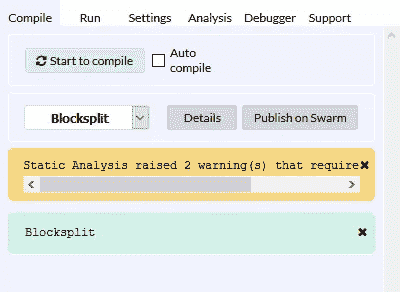 Compile Run Settings Analysis Debugger Support
Start to compile Auto compile
Blocksplit Details Publish on Swarm
Static Analysis raised 2 warning(s) that require
Blocksplit